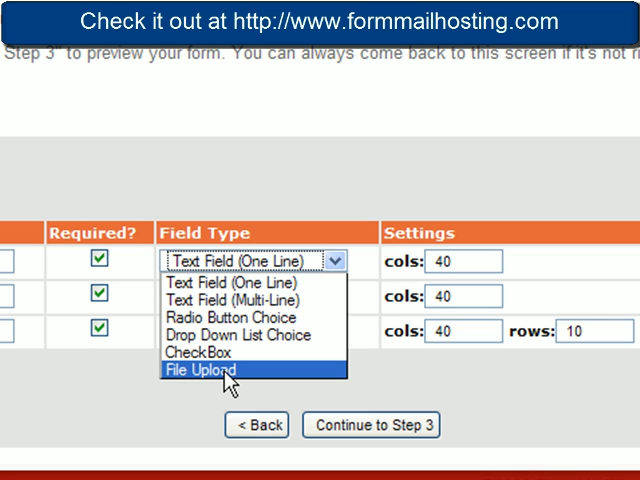 Check it out at http://www.formmailhosting.com
Step 3" to preview your form. You can always come back to this screen if it's not
Required? Field Type Settings
Text Field (One Line) cols: 40
Text Field (One Line)
Text Field (Multi-Line) cols: 40
Radio Button Choice
Drop Down List Choice cols: 40 rows: 10
CheckBox
File Upload
< Back Continue to Step 3